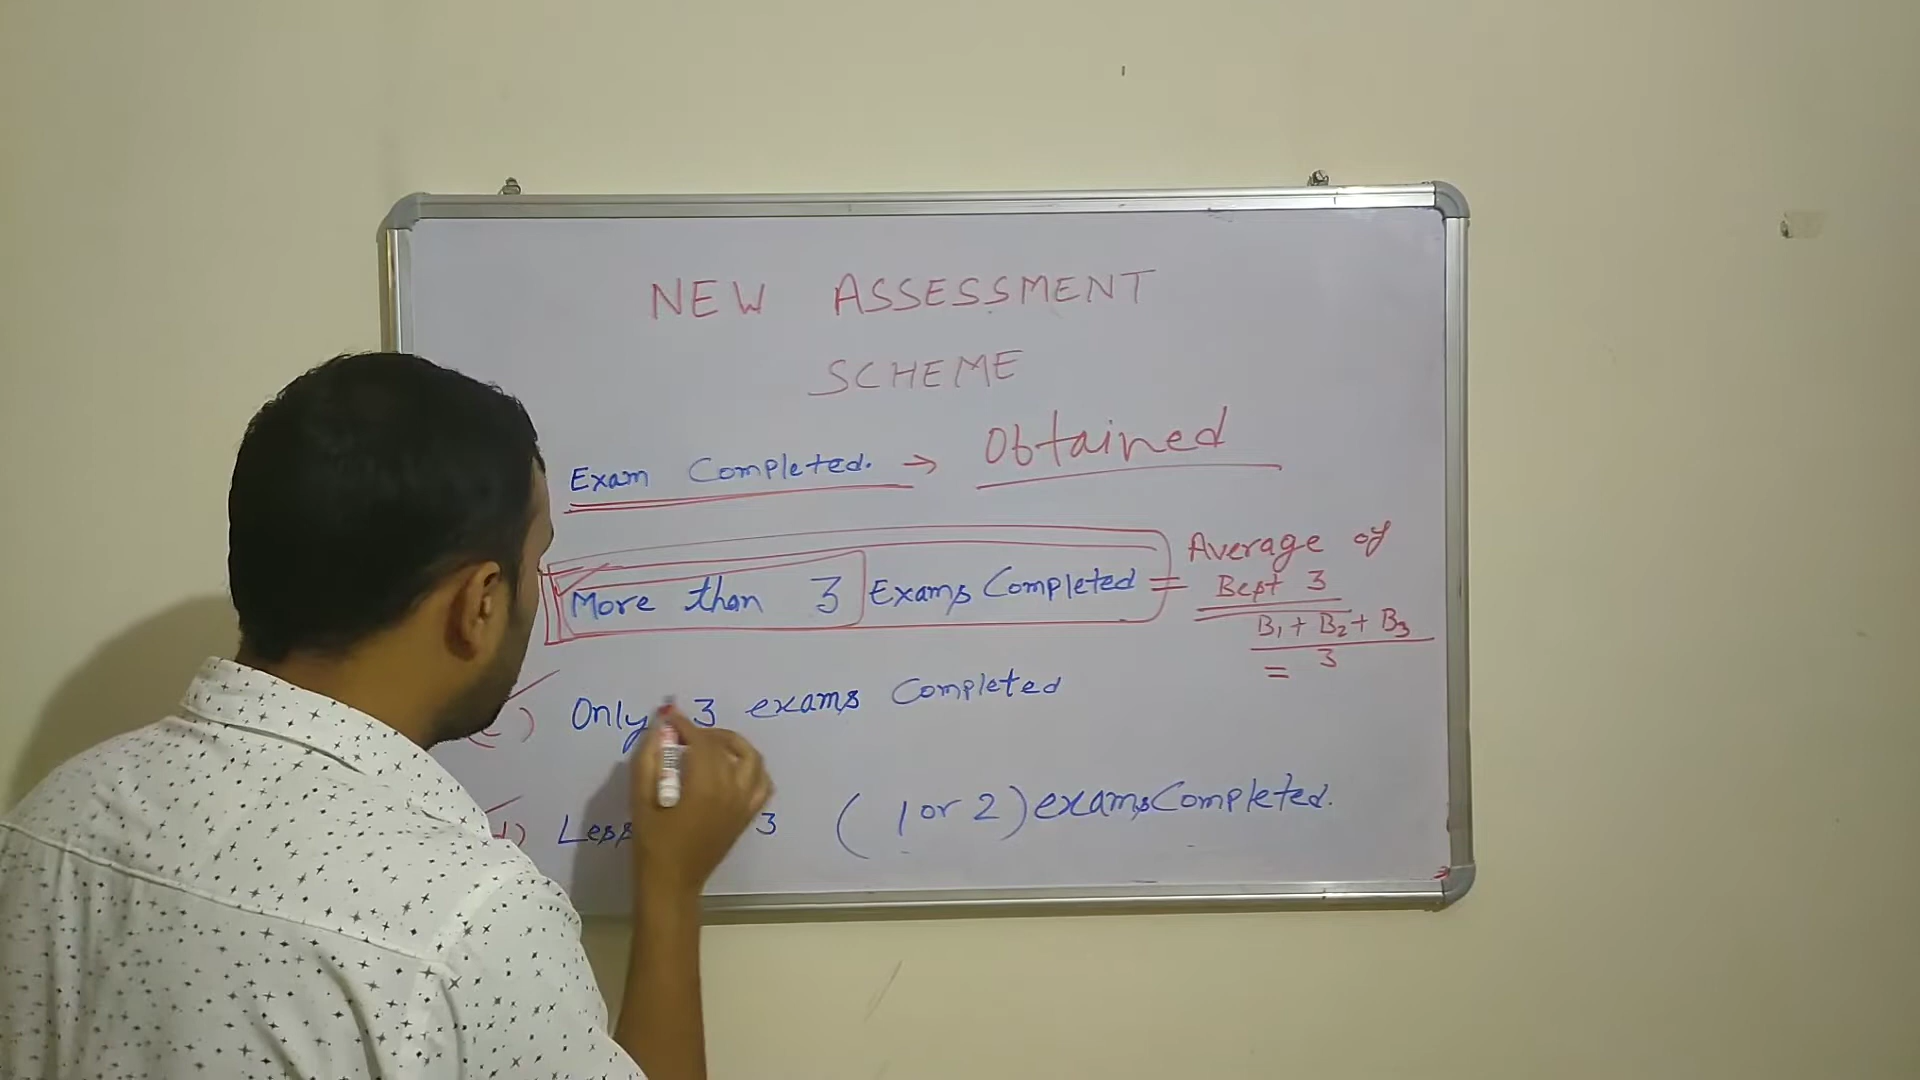 NEW ASSESSMENT
SCHEME
Exam Completed. → Obtained
More than 3 Exams Completed = Average of
Best 3
B1 + B2 + B3
3
=
Only 3 exams Completed
Less 3 (1 or 2) exams Completed.